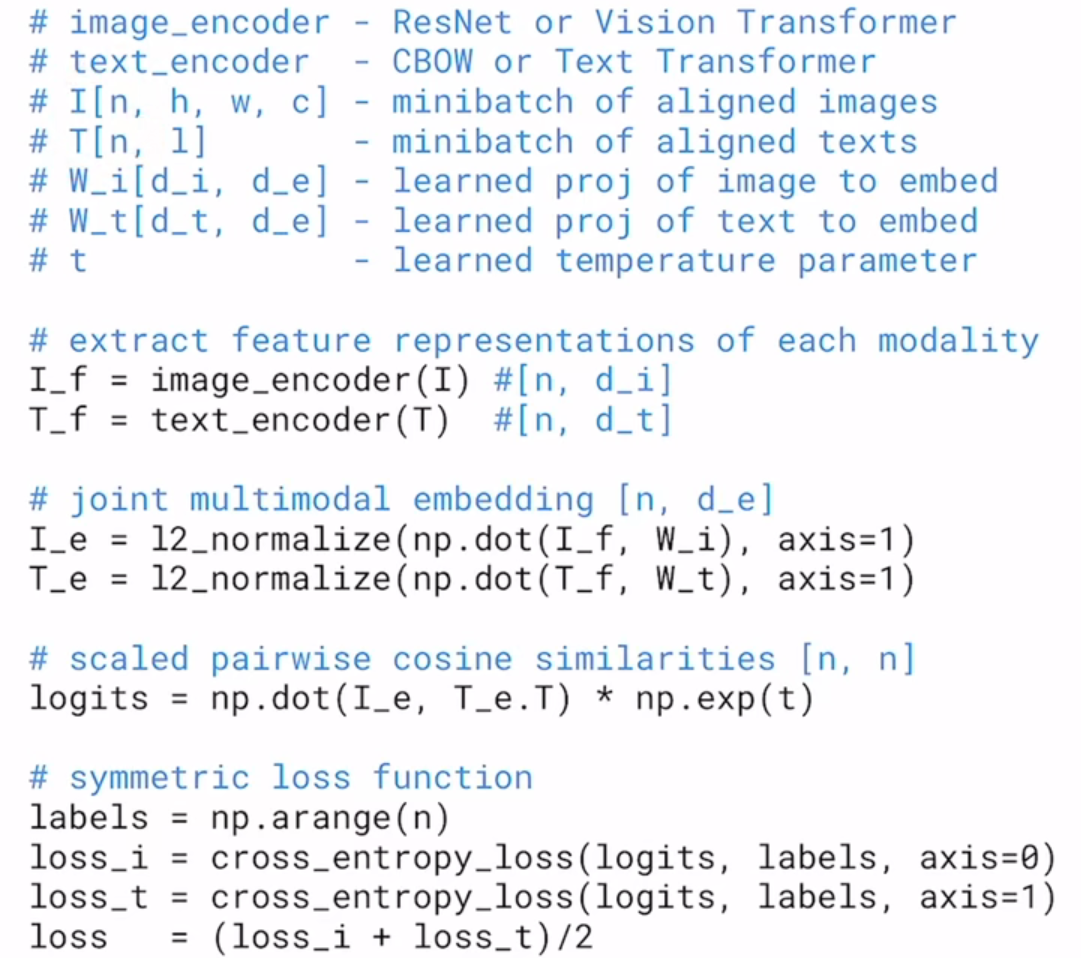 # image_encoder - ResNet or Vision Transformer
# text_encoder  - CBOW or Text Transformer
# I[n, h, w, c] - minibatch of aligned images
# T[n, l]       - minibatch of aligned texts
# W_i[d_i, d_e] - learned proj of image to embed
# W_t[d_t, d_e] - learned proj of text to embed
# t             - learned temperature parameter
# extract feature representations of each modality
I_f = image_encoder(I) #[n, d_i]
T_f = text_encoder(T)  #[n, d_t]
# joint multimodal embedding [n, d_e]
I_e = l2_normalize(np.dot(I_f, W_i), axis=1)
T_e = l2_normalize(np.dot(T_f, W_t), axis=1)
# scaled pairwise cosine similarities [n, n]
logits = np.dot(I_e, T_e.T) * np.exp(t)
# symmetric loss function
labels = np.arange(n)
loss_i = cross_entropy_loss(logits, labels, axis=0)
loss_t = cross_entropy_loss(logits, labels, axis=1)
loss   = (loss_i + loss_t)/2